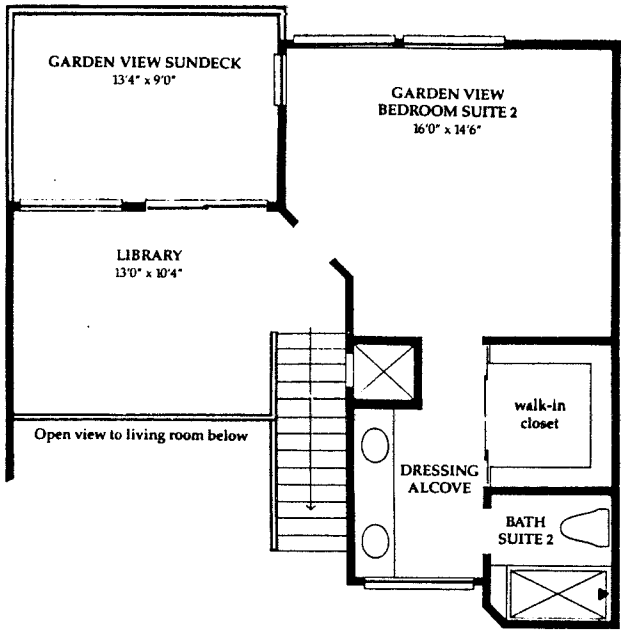 GARDEN VIEW SUNDECK
13'4" x 9'0"
GARDEN VIEW
BEDROOM SUITE 2
16'0" x 14'6"
LIBRARY
13'0" x 10'4"
walk-in
closet
Open view to living room below
DRESSING
ALCOVE
BATH
SUITE 2